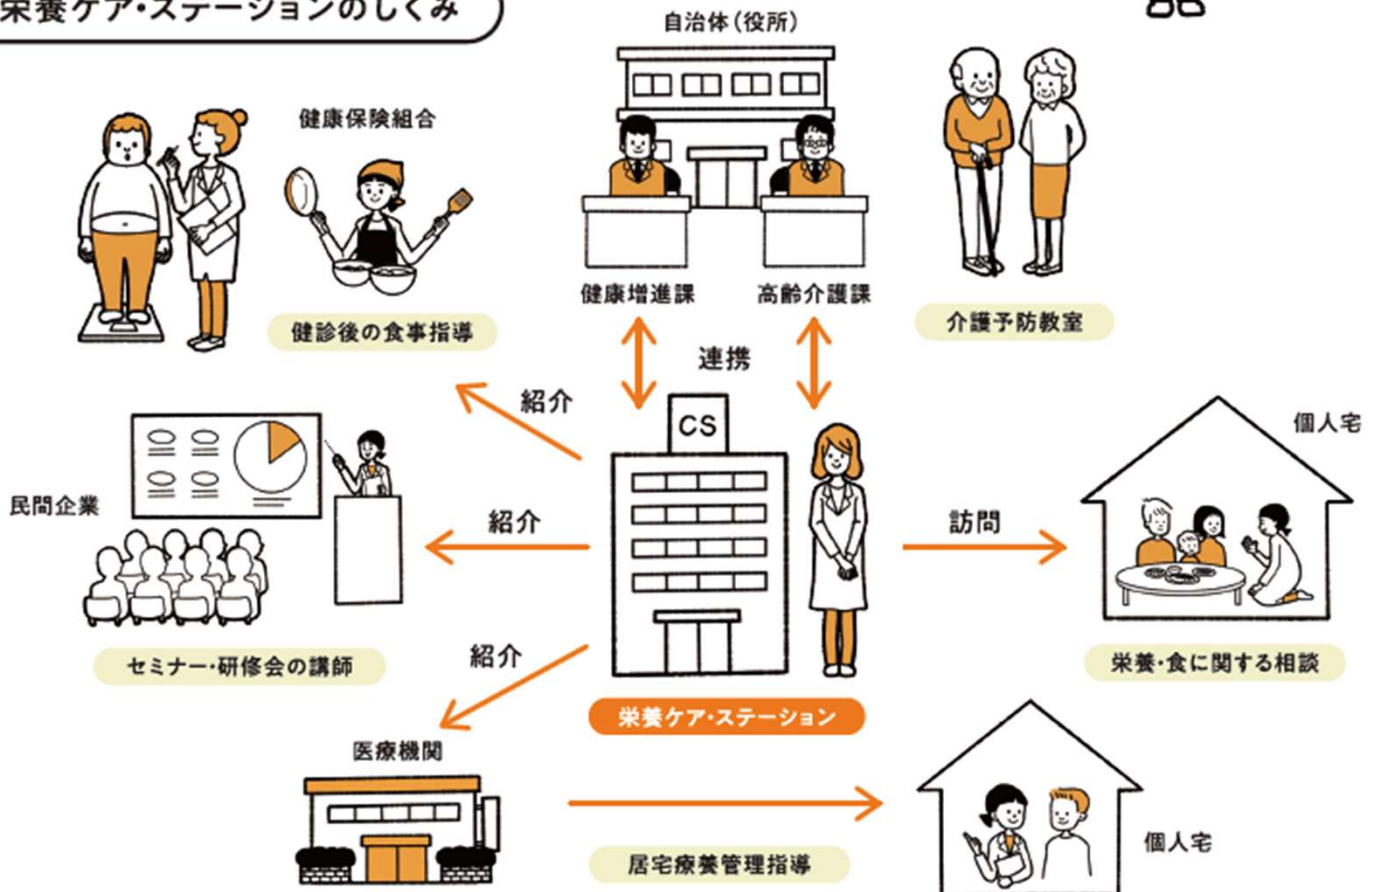 栄養ケア・ステーションのしくみ
自治体(役所)
健康保険組合
健康増進課
高齢介護課
健診後の食事指導
介護予防教室
連携
紹介
CS
個人宅
民間企業
紹介
訪問
セミナー・研修会の講師
紹介
栄養・食に関する相談
栄養ケア・ステーション
医療機関
居宅療養管理指導
個人宅